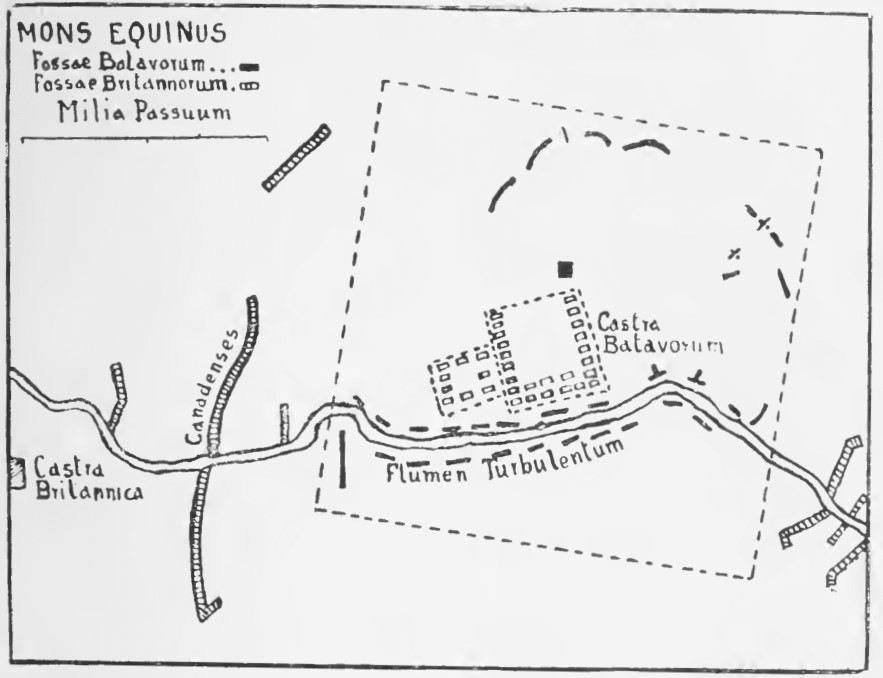 MONS EQUINUS
Fossae Batavorum...
Fossae Britannorum.
Milia Passuum
Canadenses
Castra
Batavorum
Castra
Britannica
Flumen Turbulentum